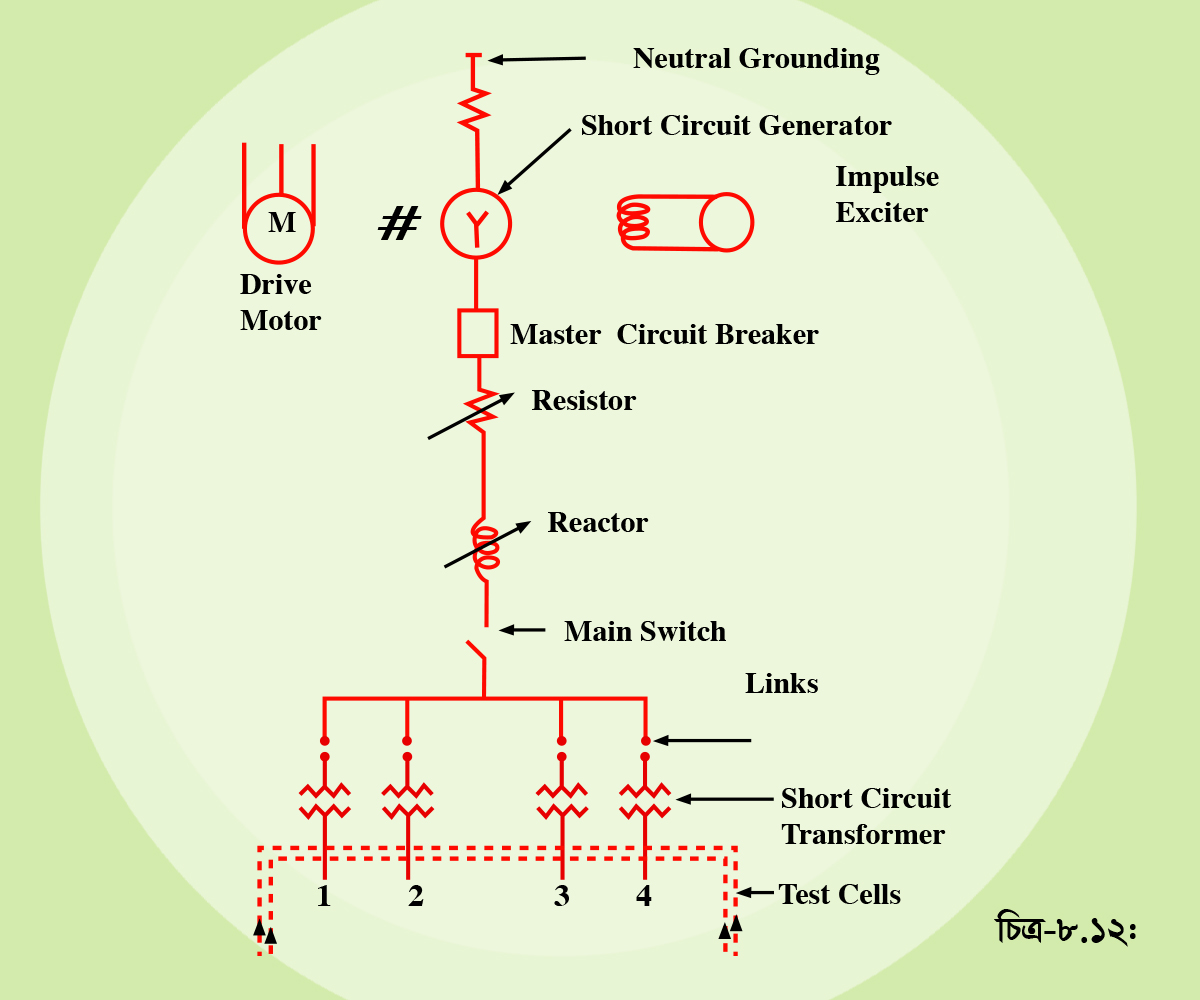 Neutral Grounding
Short Circuit Generator
Impulse
Exciter
M
#
Y
Drive
Motor
Master  Circuit Breaker
Resistor
Reactor
Main Switch
Links
Short Circuit
Transformer
1 2 3 4
Test Cells
চিত্র-৮.১২ঃ